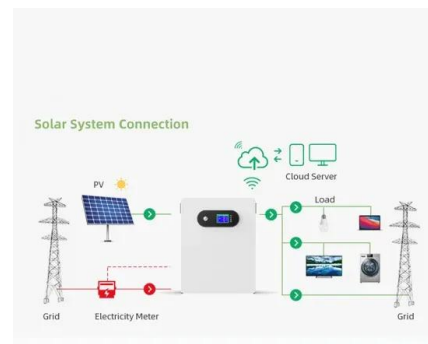 Solar System Connection
Cloud Server
PV
Load
Grid
Electricity Meter
Grid